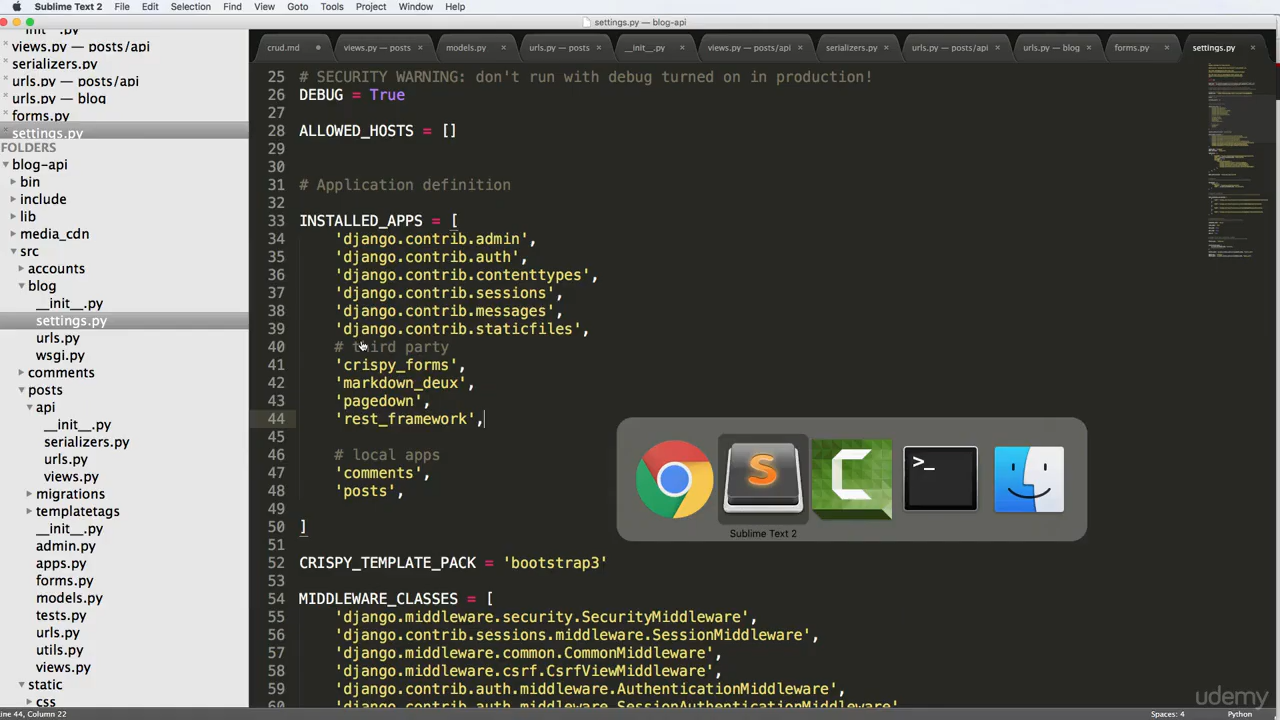 Sublime Text 2 File Edit Selection Find View Goto Tools Project Window Help
settings.py — blog-api
crud.md views.py — posts models.py urls.py — posts __init__.py views.py — posts/api serializers.py urls.py — posts/api urls.py — blog forms.py settings.py
__init__.py
views.py — posts/api
serializers.py
urls.py — posts/api
urls.py — blog
forms.py
settings.py
FOLDERS
blog-api
bin
include
lib
media_cdn
src
accounts
blog
__init__.py
settings.py
urls.py
wsgi.py
comments
posts
api
__init__.py
serializers.py
urls.py
views.py
migrations
templatetags
__init__.py
admin.py
apps.py
forms.py
models.py
tests.py
urls.py
utils.py
views.py
static
css
25 # SECURITY WARNING: don't run with debug turned on in production!
26 DEBUG = True
27
28 ALLOWED_HOSTS = []
29
30
31 # Application definition
32
33 INSTALLED_APPS = [
34 'django.contrib.admin',
35 'django.contrib.auth',
36 'django.contrib.contenttypes',
37 'django.contrib.sessions',
38 'django.contrib.messages',
39 'django.contrib.staticfiles',
40 # third party
41 'crispy_forms',
42 'markdown_deux',
43 'pagedown',
44 'rest_framework',
45
46 # local apps
47 'comments',
48 'posts',
49
50 ]
51
52 CRISPY_TEMPLATE_PACK = 'bootstrap3'
53
54 MIDDLEWARE_CLASSES = [
55 'django.middleware.security.SecurityMiddleware',
56 'django.contrib.sessions.middleware.SessionMiddleware',
57 'django.middleware.common.CommonMiddleware',
58 'django.middleware.csrf.CsrfViewMiddleware',
59 'django.contrib.auth.middleware.AuthenticationMiddleware',
60 'django.contrib.auth.middleware.SessionAuthenticationMiddleware',
Sublime Text 2
udemy
Line 44, Column 22 Spaces: 4 Python